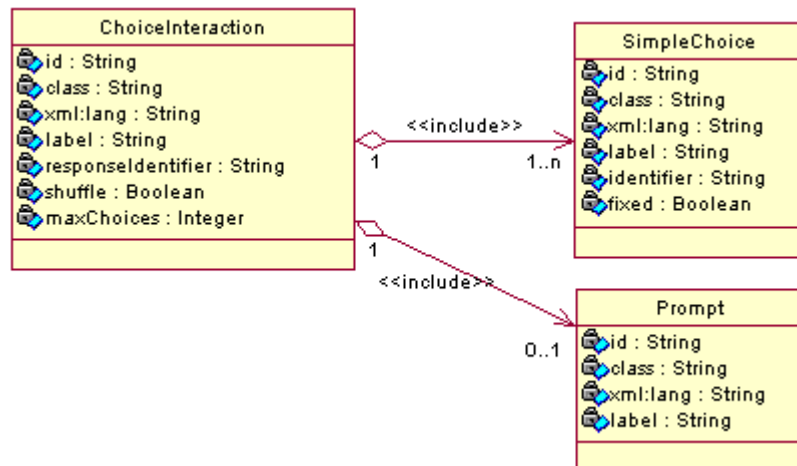 ChoiceInteraction
id : String
class : String
xml:lang : String
label : String
responseIdentifier : String
shuffle : Boolean
maxChoices : Integer
<<include>>
1
1..n
SimpleChoice
id : String
class : String
xml:lang : String
label : String
identifier : String
fixed : Boolean
1
<<include>>
0..1
Prompt
id : String
class : String
xml:lang : String
label : String